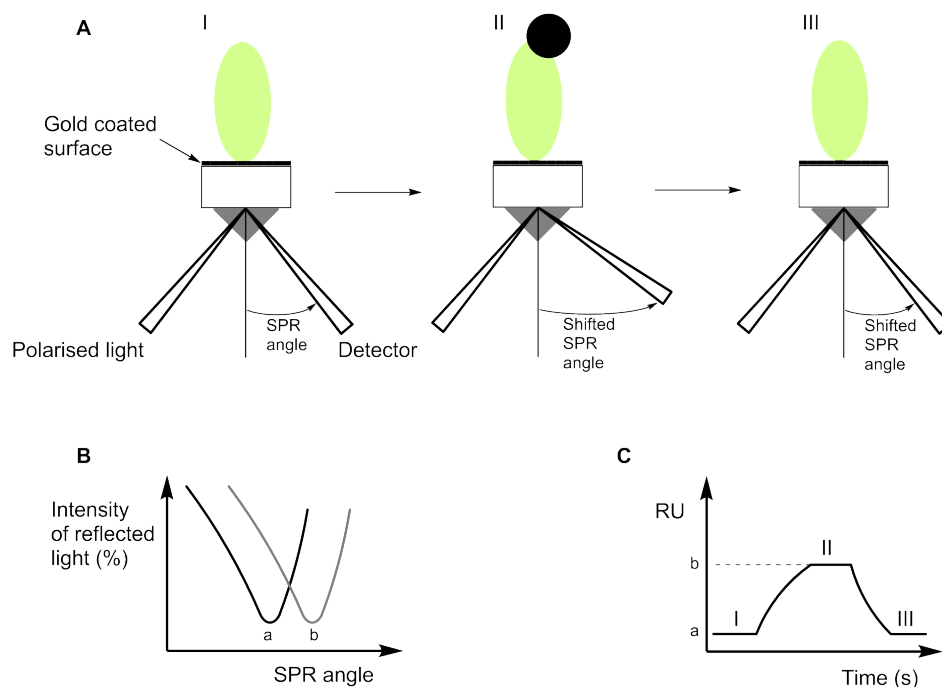 A
I
II
III
Gold coated
surface
SPR
angle
Polarised light
Detector
Shifted
SPR
angle
Shifted
SPR
angle
B
Intensity
of reflected
light (%)
a
b
SPR angle
C
RU
b
a
I
II
III
Time (s)